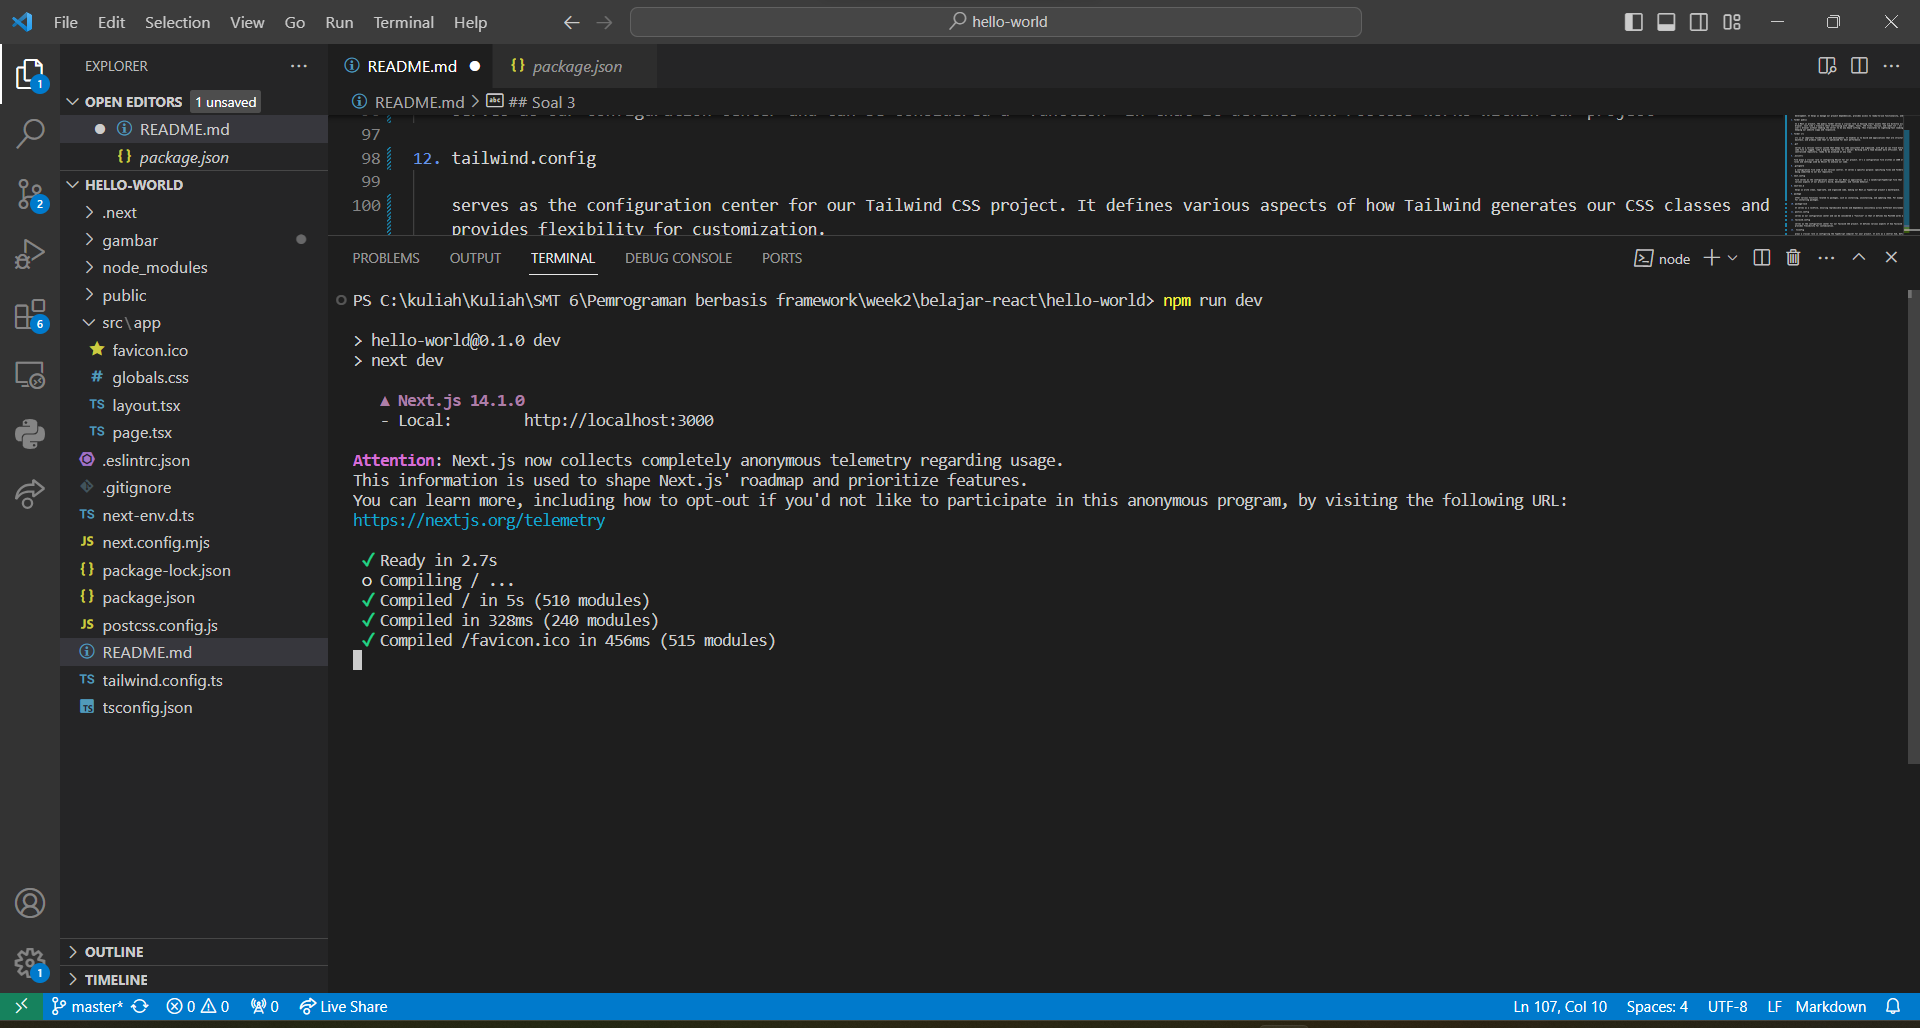 File Edit Selection View Go Run Terminal Help
hello-world
EXPLORER
OPEN EDITORS 1 unsaved
README.md
package.json
HELLO-WORLD
.next
gambar
node_modules
public
src\app
favicon.ico
# globals.css
TS layout.tsx
TS page.tsx
.eslintrc.json
.gitignore
TS next-env.d.ts
JS next.config.mjs
{} package-lock.json
{} package.json
JS postcss.config.js
README.md
TS tailwind.config.ts
TS tsconfig.json
OUTLINE
TIMELINE
1
2
6
1
README.md
{} package.json
README.md > abc ## Soal 3
97
98 12. tailwind.config
99
100 serves as the configuration center for our Tailwind CSS project. It defines various aspects of how Tailwind generates our CSS classes and
provides flexibility for customization.
PROBLEMS OUTPUT TERMINAL DEBUG CONSOLE PORTS
node
PS C:\kuliah\Kuliah\SMT 6\Pemrograman berbasis framework\week2\belajar-react\hello-world> npm run dev
> hello-world@0.1.0 dev
> next dev
▲ Next.js 14.1.0
- Local: http://localhost:3000
Attention: Next.js now collects completely anonymous telemetry regarding usage.
This information is used to shape Next.js' roadmap and prioritize features.
You can learn more, including how to opt-out if you'd not like to participate in this anonymous program, by visiting the following URL:
https://nextjs.org/telemetry
✓ Ready in 2.7s
o Compiling / ...
✓ Compiled / in 5s (510 modules)
✓ Compiled in 328ms (240 modules)
✓ Compiled /favicon.ico in 456ms (515 modules)
master* 0 0 0 Live Share
Ln 107, Col 10 Spaces: 4 UTF-8 LF Markdown